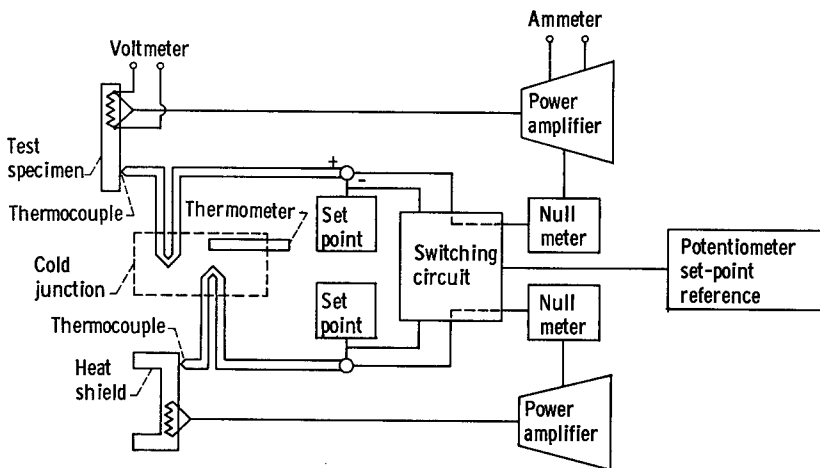 Ammeter
Voltmeter
Power
amplifier
Test
specimen
+
-
Thermocouple
Thermometer
Set
point
Null
meter
Switching
circuit
Potentiometer
set-point
reference
Cold
junction
Set
point
Null
meter
Thermocouple
Heat
shield
Power
amplifier